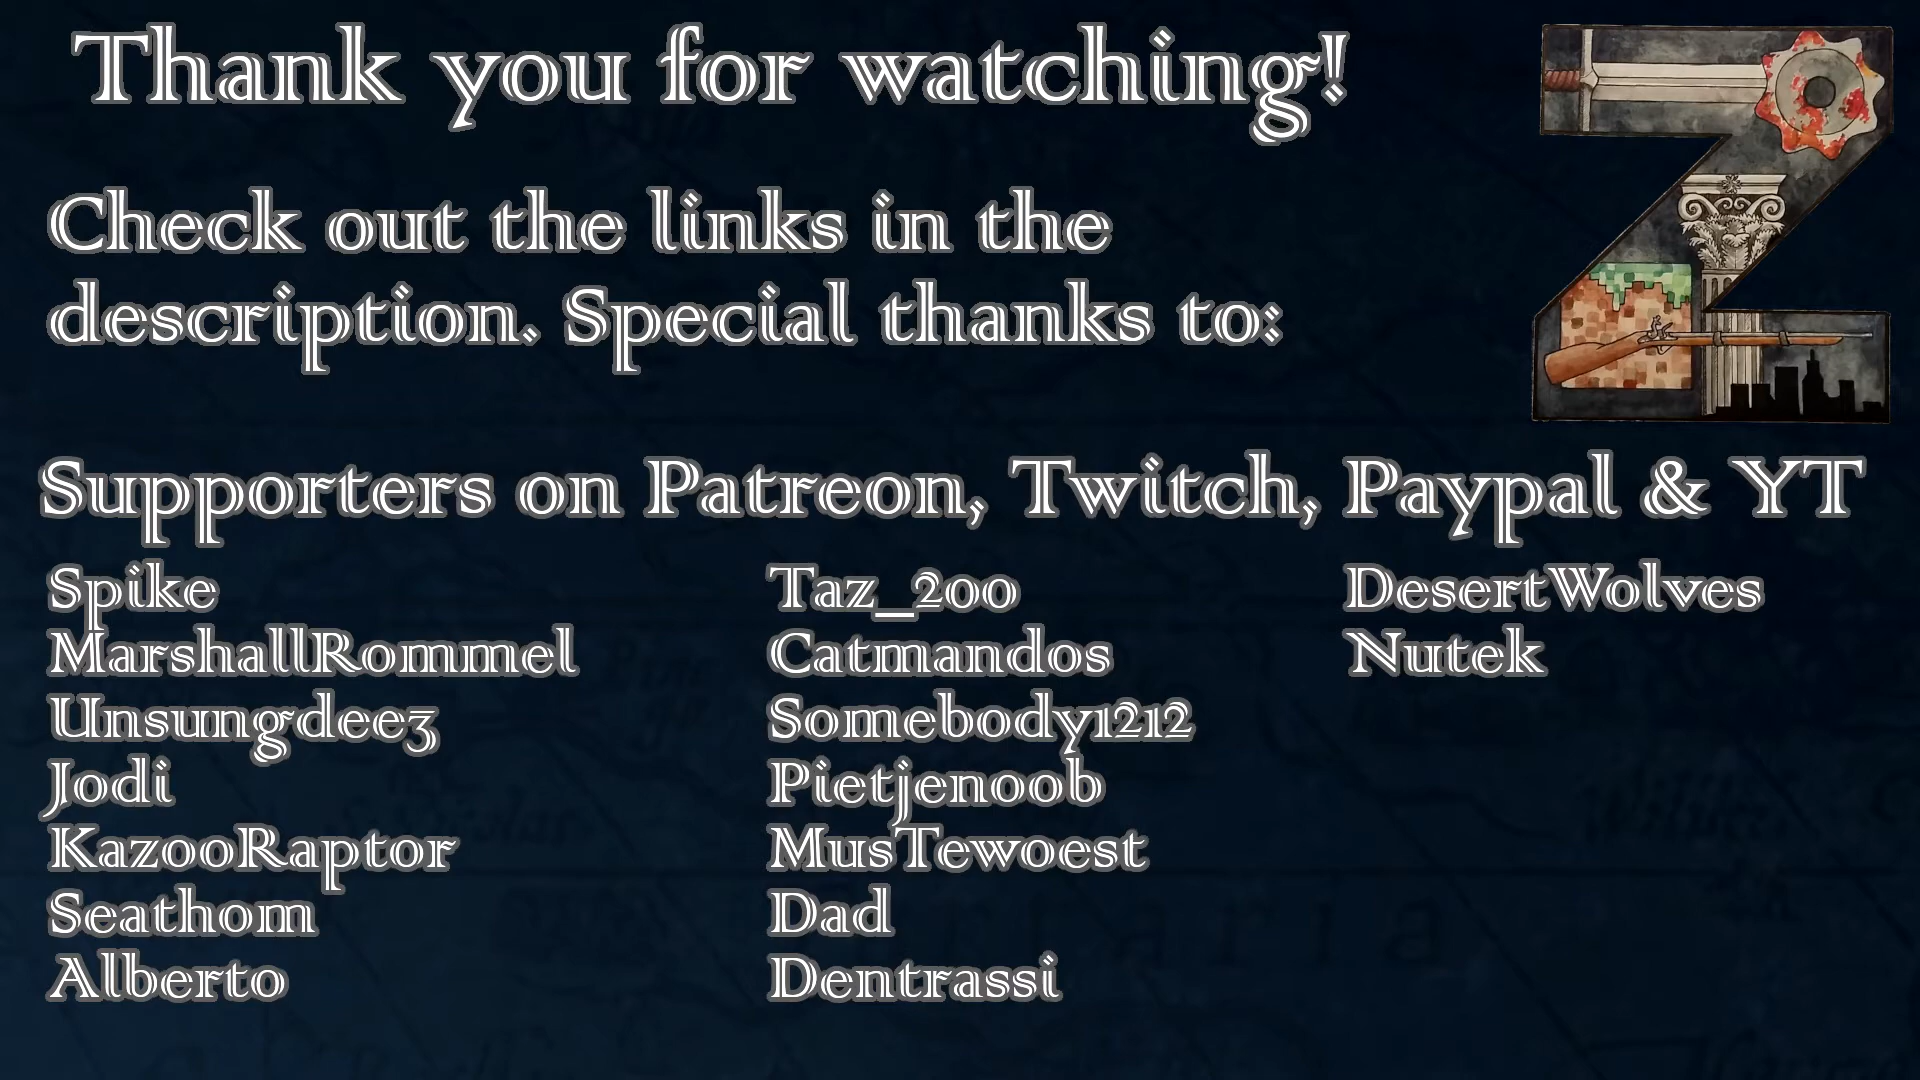 Thank you for watching!
Check out the links in the
description. Special thanks to:
Supporters on Patreon, Twitch, Paypal & YT
Spike
MarshallRommel
Unsungdee3
Jodi
KazooRaptor
Seathom
Alberto
Taz_200
Catmandos
Somebody1212
Pietjenoob
MusTewoest
Dad
Dentrassi
DesertWolves
Nutek